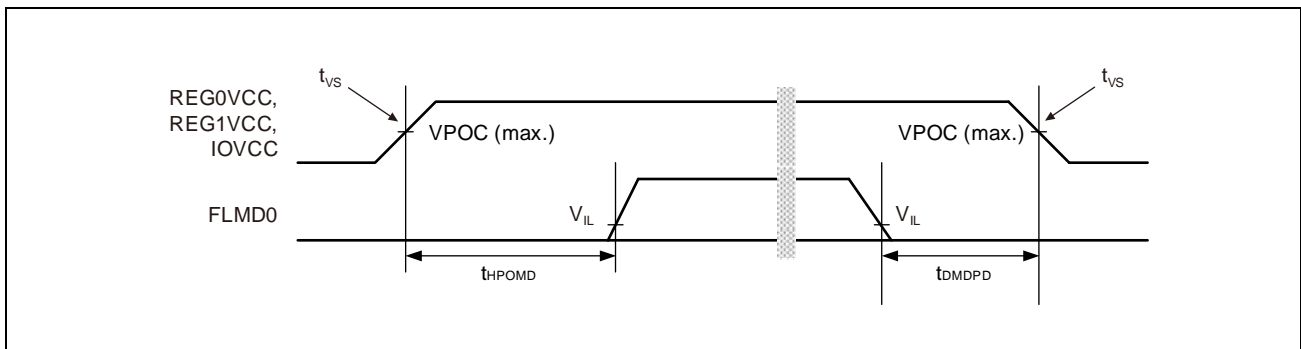 tVS
tVS
REG0VCC,
REG1VCC,
IOVCC
VPOC (max.)
VPOC (max.)
FLMD0
VIL
VIL
tHPOMD
tDMDPD